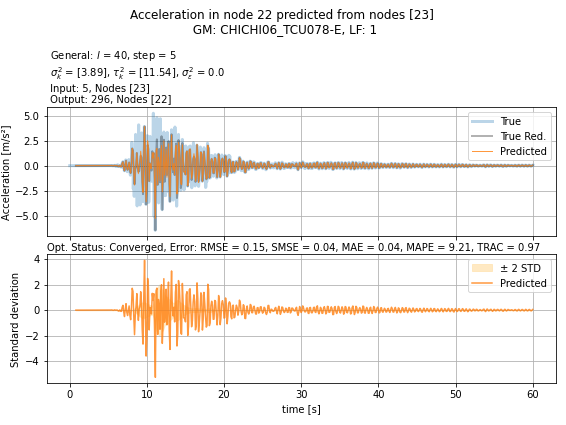 Acceleration in node 22 predicted from nodes [23]
GM: CHICHI06_TCU078-E, LF: 1
General: l = 40, step = 5
σ²ₖ = [3.89], τ²ₖ = [11.54], σ²ε = 0.0
Input: 5, Nodes [23]
Output: 296, Nodes [22]
Acceleration [m/s²]
5.0
2.5
0.0
−2.5
−5.0
True
True Red.
Predicted
Opt. Status: Converged, Error: RMSE = 0.15, SMSE = 0.04, MAE = 0.04, MAPE = 9.21, TRAC = 0.97
Standard deviation
4
2
0
−2
−4
± 2 STD
Predicted
0 10 20 30 40 50 60
time [s]